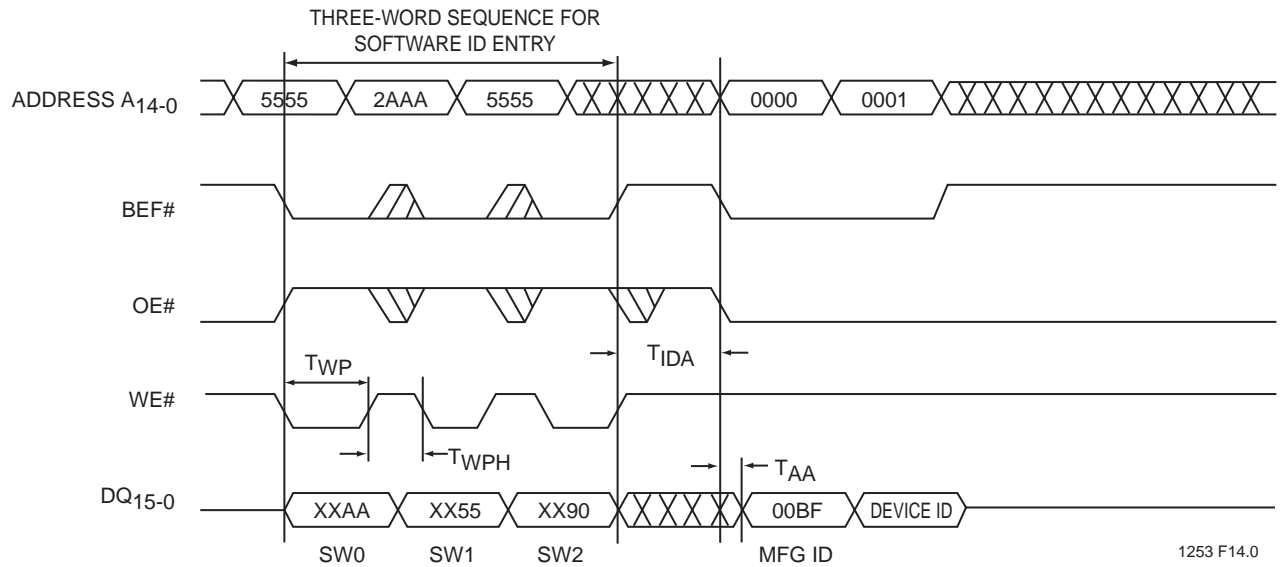 THREE-WORD SEQUENCE FOR
SOFTWARE ID ENTRY
ADDRESS A14-0
5555 2AAA 5555 0000 0001
BEF#
OE#
TWP
TIDA
WE#
TWPH
TAA
DQ15-0
XXAA XX55 XX90 00BF DEVICE ID
SW0 SW1 SW2 MFG ID
1253 F14.0